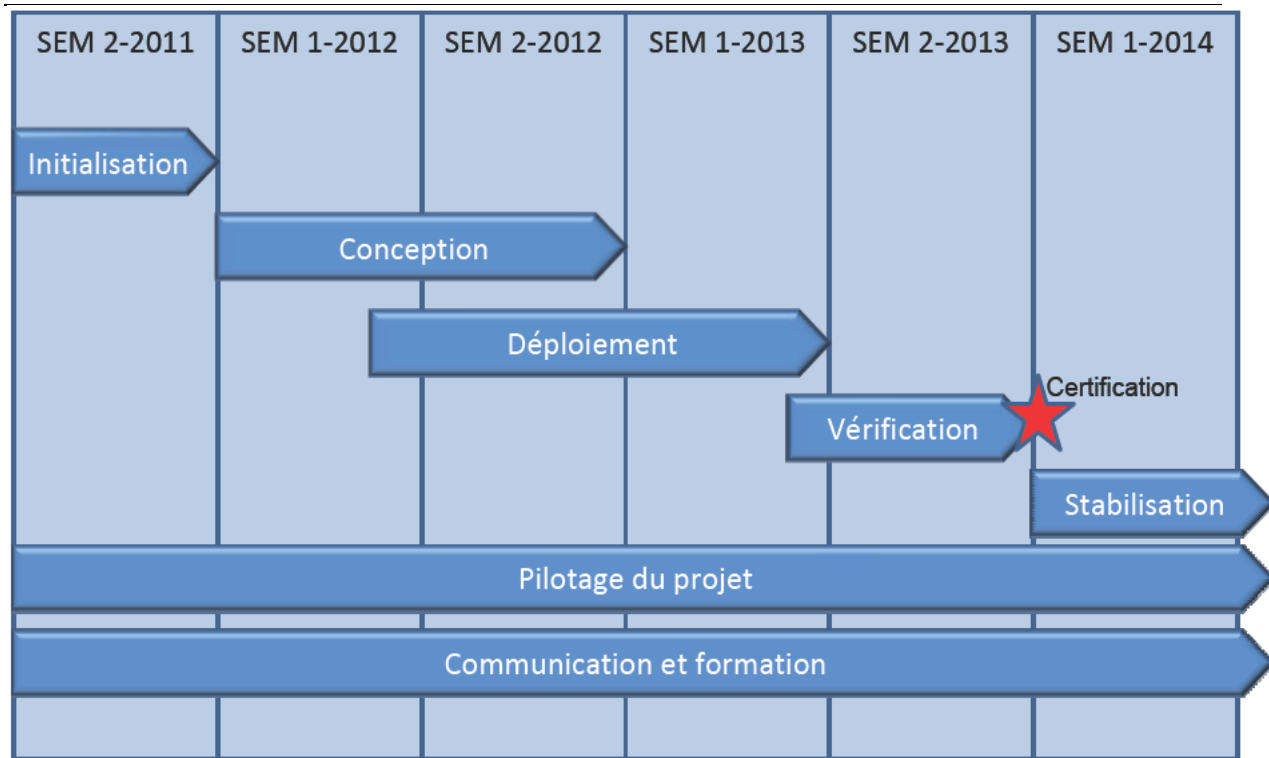 SEM 2-2011 SEM 1-2012 SEM 2-2012 SEM 1-2013 SEM 2-2013 SEM 1-2014
Initialisation
Conception
Déploiement
Certification
Vérification
Stabilisation
Pilotage du projet
Communication et formation